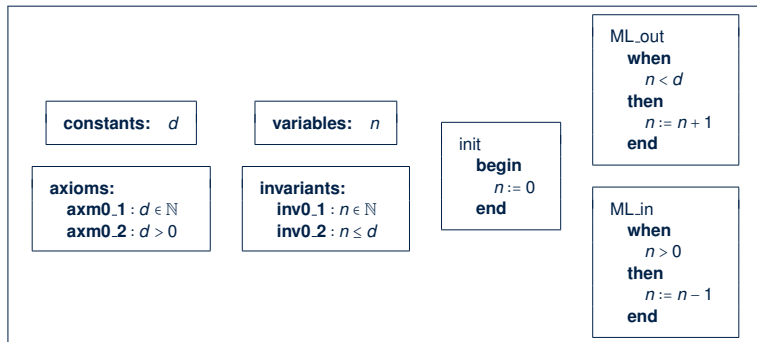 constants: d
axioms:
axm0_1 : d ∈ ℕ
axm0_2 : d > 0
variables: n
invariants:
inv0_1 : n ∈ ℕ
inv0_2 : n ≤ d
init
begin
n := 0
end
ML_out
when
n < d
then
n := n + 1
end
ML_in
when
n > 0
then
n := n − 1
end